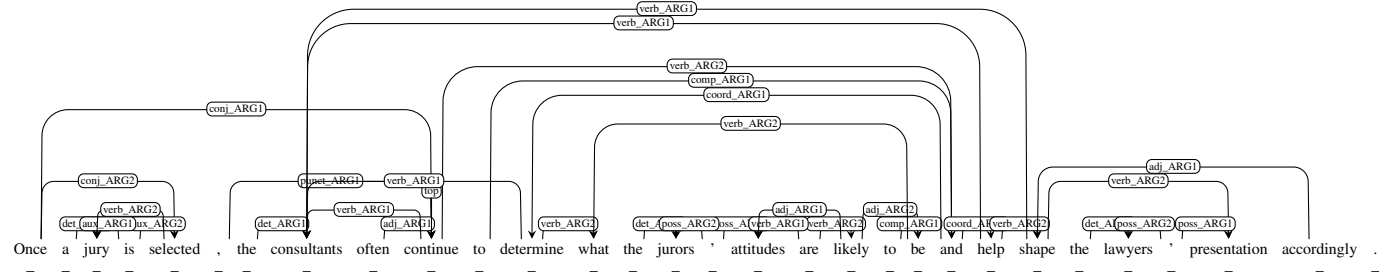 verb_ARG1
verb_ARG1
verb_ARG2
comp_ARG1
coord_ARG1
conj_ARG1
verb_ARG2
adj_ARG1
conj_ARG2 punct_ARG1 verb_ARG1 verb_ARG2
top
verb_ARG2 verb_ARG1 adj_ARG1 adj_ARG2
aux_ARG1 det_ARG1 adj_ARG1 verb_ARG2 poss_ARG2 verb_ARG1 verb_ARG2 comp_ARG1 verb_ARG2 poss_ARG2 poss_ARG1
Once a jury is selected , the consultants often continue to determine what the jurors ' attitudes are likely to be and help shape the lawyers ' presentation accordingly .